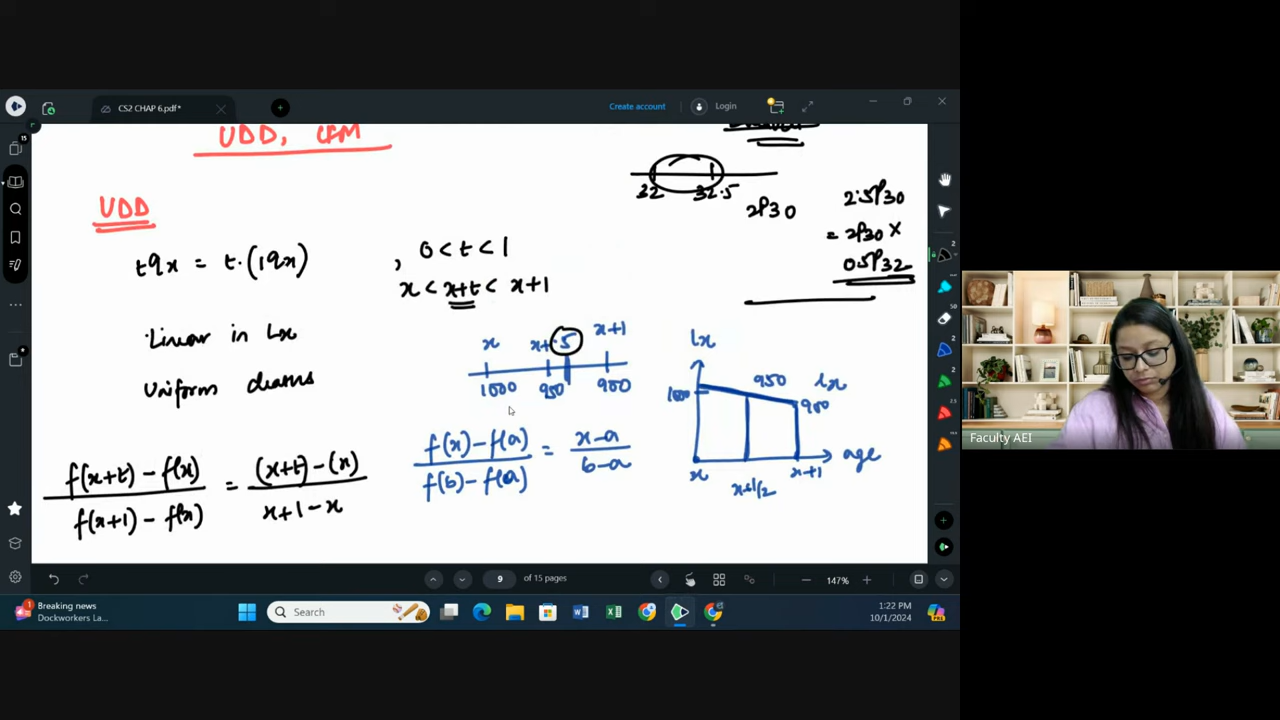 CS2 CHAP 6.pdf*
Create account
Login
UDD, CFM
32 32.5
2P30
2.5P30
= 2P30 x
0.5P32
UDD
tqx = t.(1qx) , 0 < t < 1
x < x+t < x+1
Linear in lx
Uniform deaths
x x+.5 x+1
1000 950 900
lx
1000 950 lx 900
x x+1/2 x+1 age
f(x)-f(a) / f(b)-f(a) = x-a / b-a
f(x+t) - f(x) / f(x+1) - f(x) = (x+t) - (x) / x+1-x
Faculty AEI
9 of 15 pages
147%
Breaking news
Dockworkers La...
Search
1:22 PM
10/1/2024